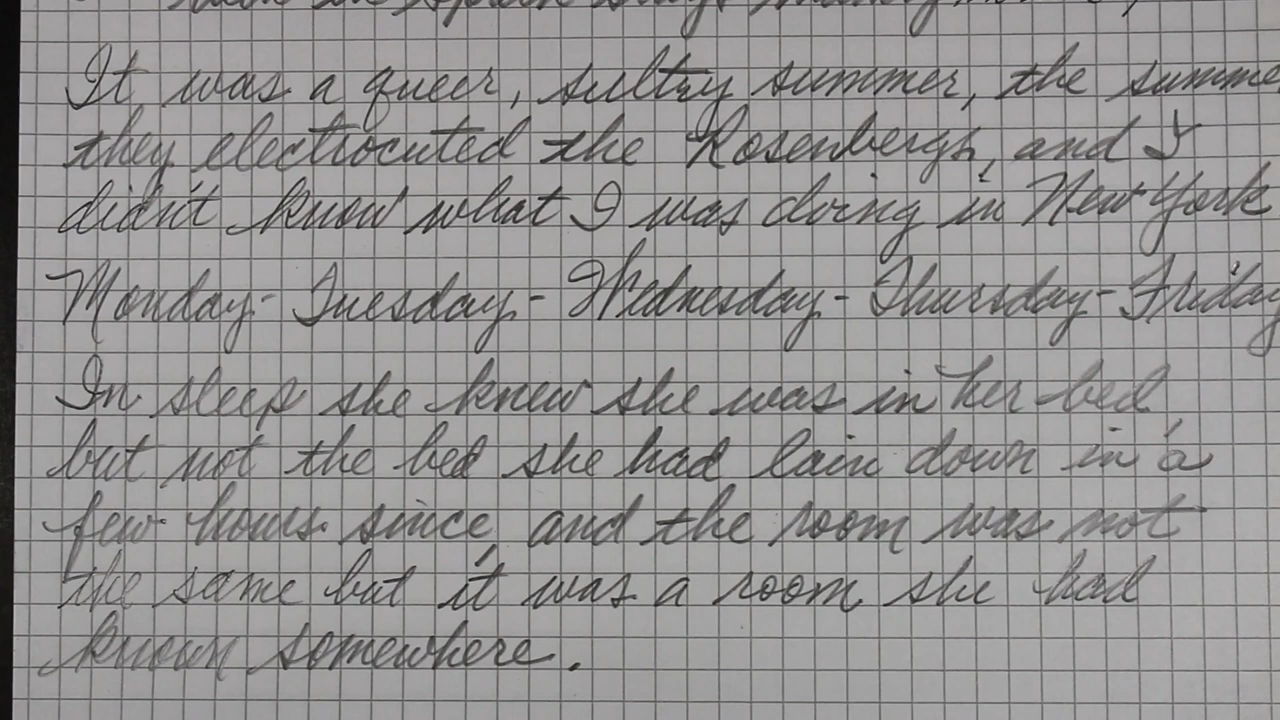 It was a queer, sultry summer, the summe
they electrocuted the Rosenbergs, and I
didn't know what I was doing in New York
Monday - Tuesday - Wednesday - Thursday - Friday
In sleep she knew she was in her bed,
but not the bed she had lain down in a
few hours since, and the room was not
the same but it was a room she had
known somewhere.